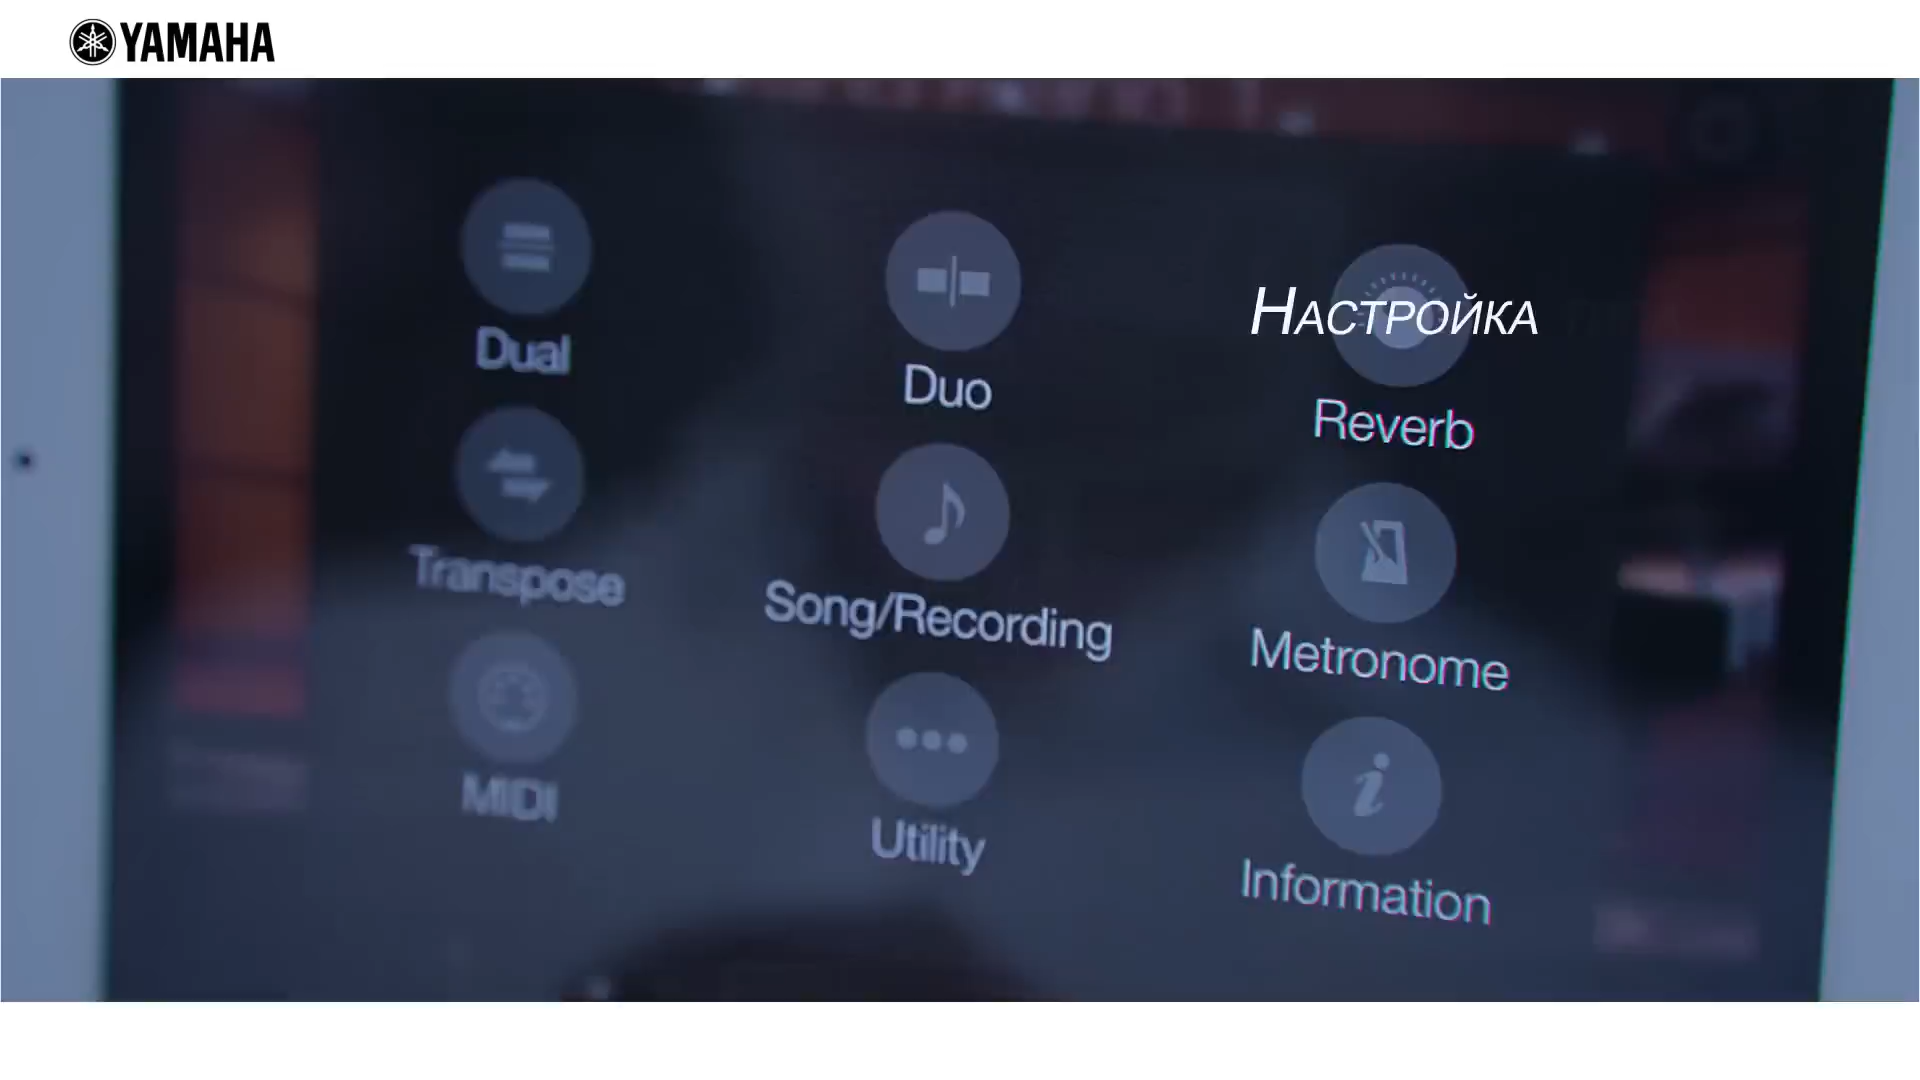 YAMAHA
Настройка
Dual
Duo
Reverb
Transpose
Song/Recording
Metronome
MIDI
Utility
Information